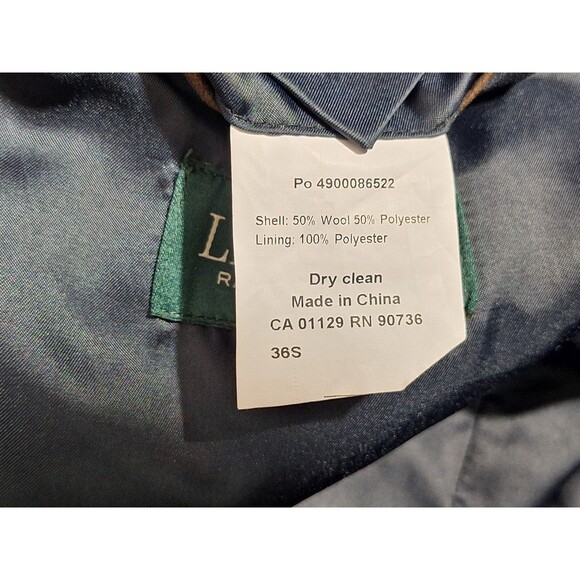 Po 4900086522
Shell: 50% Wool 50% Polyester
Lining: 100% Polyester
Dry clean
Made in China
CA 01129 RN 90736
36S